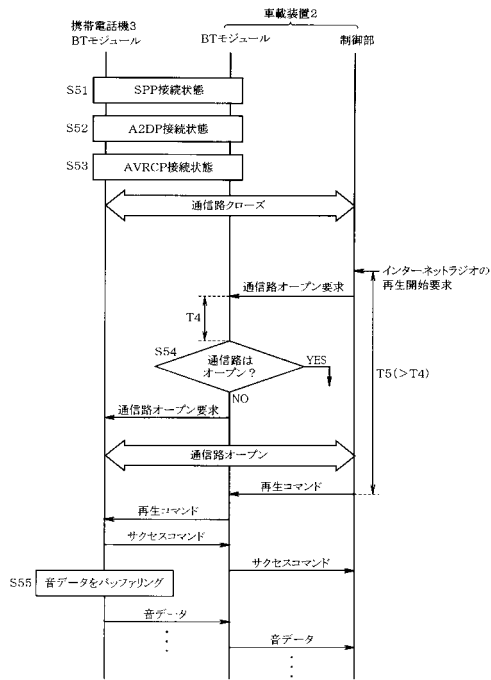 携帯電話機3
BTモジュール
車載装置2
BTモジュール
制御部
S51
SPP接続状態
S52
A2DP接続状態
S53
AVRCP接続状態
通信路クローズ
インターネットラジオの
再生開始要求
通信路オープン要求
T4
S54
通信路は
オープン？
YES
T5(>T4)
NO
通信路オープン要求
通信路オープン
再生コマンド
再生コマンド
サクセスコマンド
サクセスコマンド
S55
音データをバッファリング
音データ
音データ